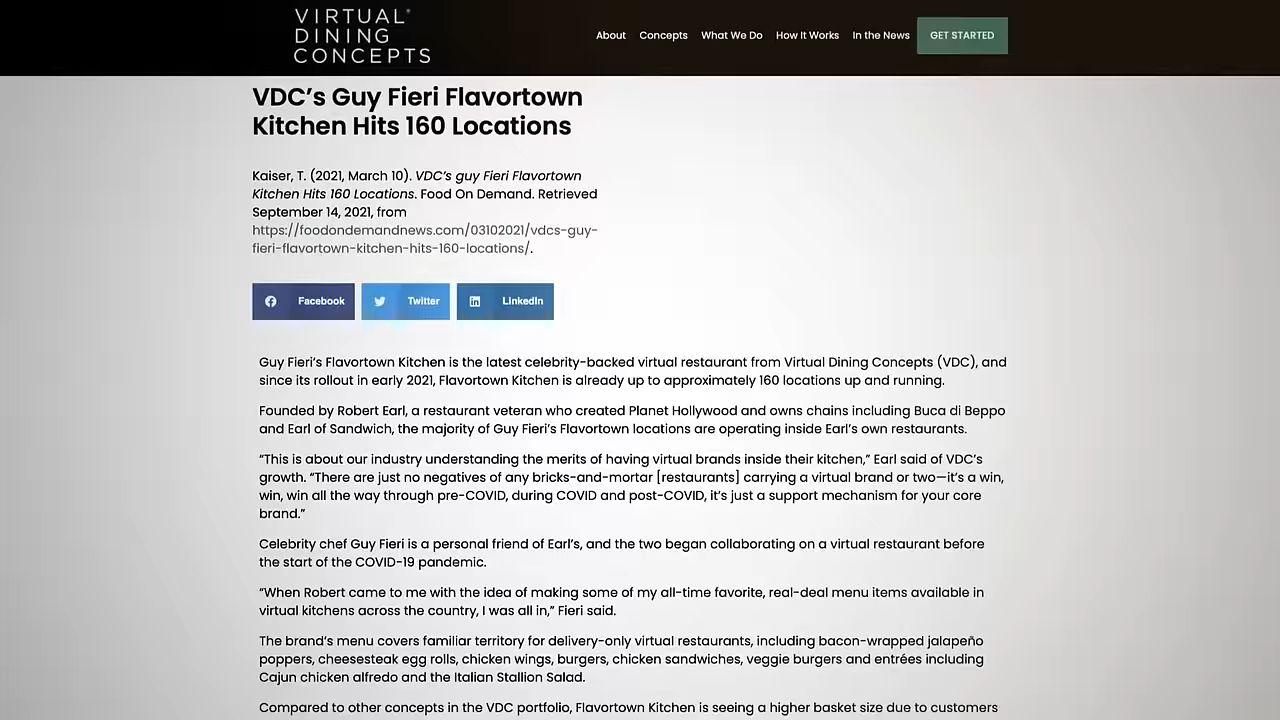 VIRTUAL®
DINING
CONCEPTS
About
Concepts
What We Do
How It Works
In the News
GET STARTED
VDC’s Guy Fieri Flavortown
Kitchen Hits 160 Locations
Kaiser, T. (2021, March 10). VDC’s guy Fieri Flavortown
Kitchen Hits 160 Locations. Food On Demand. Retrieved
September 14, 2021, from
https://foodondemandnews.com/03102021/vdcs-guy-
fieri-flavortown-kitchen-hits-160-locations/.
Facebook
Twitter
LinkedIn
Guy Fieri’s Flavortown Kitchen is the latest celebrity-backed virtual restaurant from Virtual Dining Concepts (VDC), and
since its rollout in early 2021, Flavortown Kitchen is already up to approximately 160 locations up and running.
Founded by Robert Earl, a restaurant veteran who created Planet Hollywood and owns chains including Buca di Beppo
and Earl of Sandwich, the majority of Guy Fieri’s Flavortown locations are operating inside Earl’s own restaurants.
“This is about our industry understanding the merits of having virtual brands inside their kitchen,” Earl said of VDC’s
growth. “There are just no negatives of any bricks-and-mortar [restaurants] carrying a virtual brand or two—it’s a win,
win, win all the way through pre-COVID, during COVID and post-COVID, it’s just a support mechanism for your core
brand.”
Celebrity chef Guy Fieri is a personal friend of Earl’s, and the two began collaborating on a virtual restaurant before
the start of the COVID-19 pandemic.
“When Robert came to me with the idea of making some of my all-time favorite, real-deal menu items available in
virtual kitchens across the country, I was all in,” Fieri said.
The brand’s menu covers familiar territory for delivery-only virtual restaurants, including bacon-wrapped jalapeño
poppers, cheesesteak egg rolls, chicken wings, burgers, chicken sandwiches, veggie burgers and entrées including
Cajun chicken alfredo and the Italian Stallion Salad.
Compared to other concepts in the VDC portfolio, Flavortown Kitchen is seeing a higher basket size due to customers